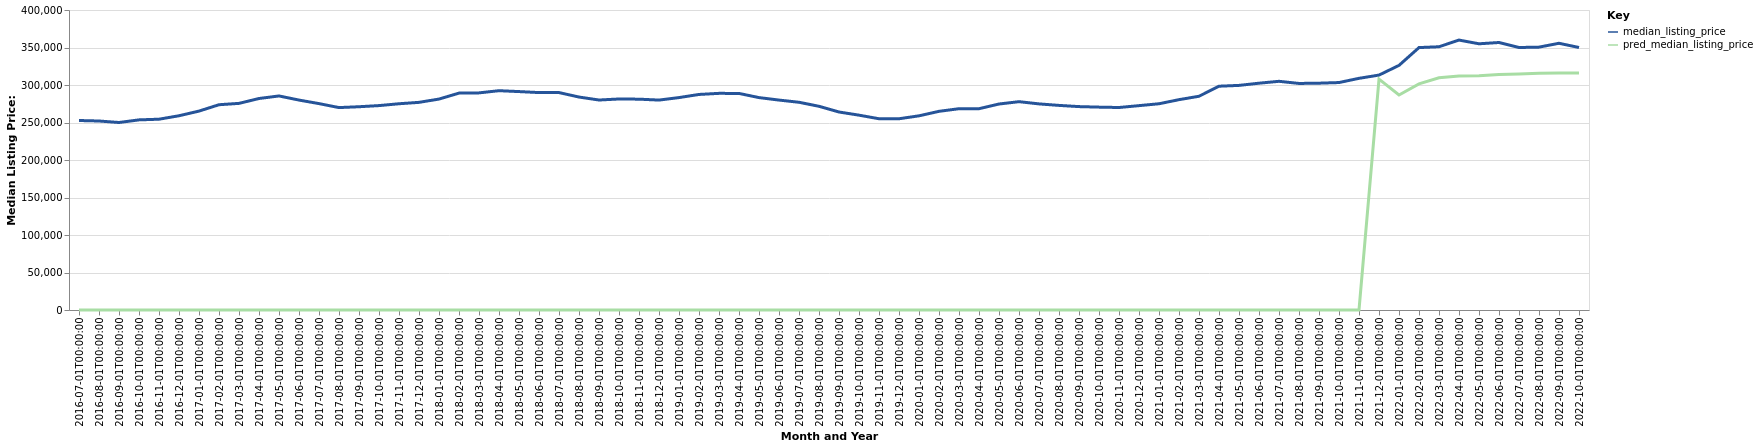 400,000
350,000
300,000
250,000
200,000
150,000
100,000
50,000
0
Median Listing Price:
2016-07-01T00:00:00
2016-08-01T00:00:00
2016-09-01T00:00:00
2016-10-01T00:00:00
2016-11-01T00:00:00
2016-12-01T00:00:00
2017-01-01T00:00:00
2017-02-01T00:00:00
2017-03-01T00:00:00
2017-04-01T00:00:00
2017-05-01T00:00:00
2017-06-01T00:00:00
2017-07-01T00:00:00
2017-08-01T00:00:00
2017-09-01T00:00:00
2017-10-01T00:00:00
2017-11-01T00:00:00
2017-12-01T00:00:00
2018-01-01T00:00:00
2018-02-01T00:00:00
2018-03-01T00:00:00
2018-04-01T00:00:00
2018-05-01T00:00:00
2018-06-01T00:00:00
2018-07-01T00:00:00
2018-08-01T00:00:00
2018-09-01T00:00:00
2018-10-01T00:00:00
2018-11-01T00:00:00
2018-12-01T00:00:00
2019-01-01T00:00:00
2019-02-01T00:00:00
2019-03-01T00:00:00
2019-04-01T00:00:00
2019-05-01T00:00:00
2019-06-01T00:00:00
2019-07-01T00:00:00
2019-08-01T00:00:00
2019-09-01T00:00:00
2019-10-01T00:00:00
2019-11-01T00:00:00
2019-12-01T00:00:00
2020-01-01T00:00:00
2020-02-01T00:00:00
2020-03-01T00:00:00
2020-04-01T00:00:00
2020-05-01T00:00:00
2020-06-01T00:00:00
2020-07-01T00:00:00
2020-08-01T00:00:00
2020-09-01T00:00:00
2020-10-01T00:00:00
2020-11-01T00:00:00
2020-12-01T00:00:00
2021-01-01T00:00:00
2021-02-01T00:00:00
2021-03-01T00:00:00
2021-04-01T00:00:00
2021-05-01T00:00:00
2021-06-01T00:00:00
2021-07-01T00:00:00
2021-08-01T00:00:00
2021-09-01T00:00:00
2021-10-01T00:00:00
2021-11-01T00:00:00
2021-12-01T00:00:00
2022-01-01T00:00:00
2022-02-01T00:00:00
2022-03-01T00:00:00
2022-04-01T00:00:00
2022-05-01T00:00:00
2022-06-01T00:00:00
2022-07-01T00:00:00
2022-08-01T00:00:00
2022-09-01T00:00:00
2022-10-01T00:00:00
Month and Year
Key
median_listing_price
pred_median_listing_price